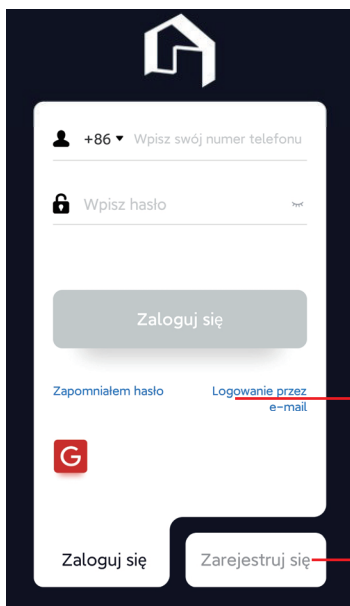 +86 Wpisz swój numer telefonu
Wpisz hasło
Zaloguj się
Zapomniałem hasło
Logowanie przez
e-mail
G
Zaloguj się
Zarejestruj się